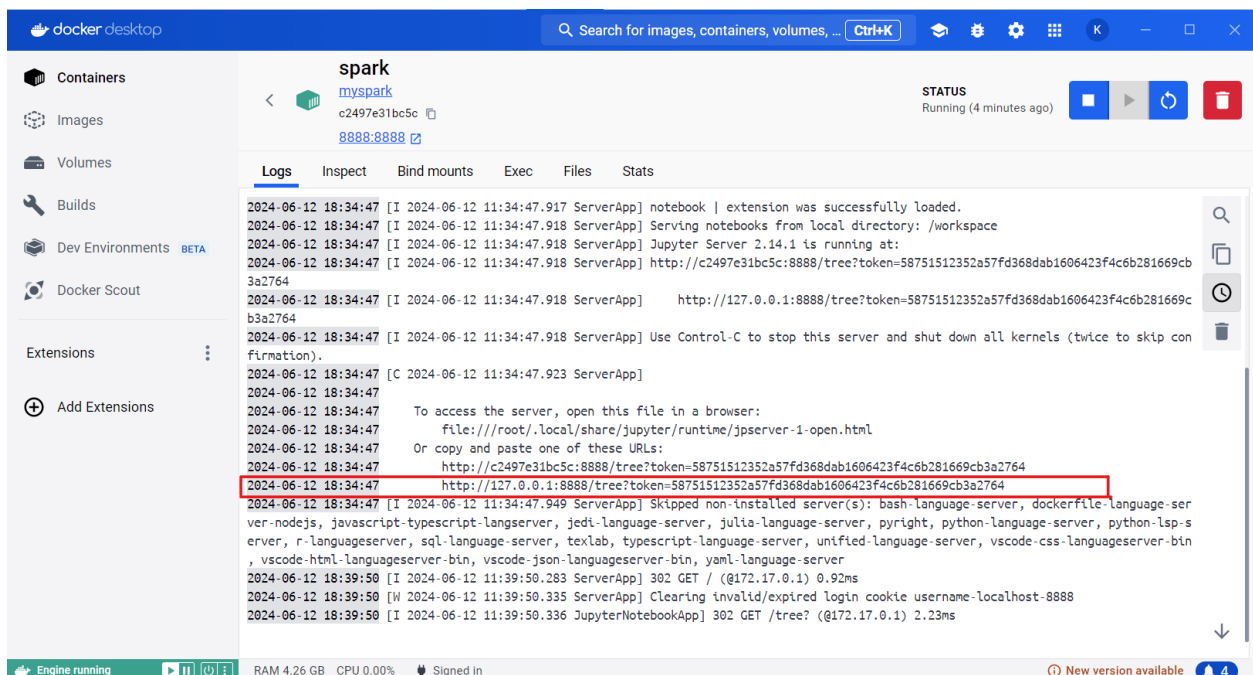 docker desktop
Search for images, containers, volumes, ... Ctrl+K
K
Containers
Images
Volumes
Builds
Dev Environments BETA
Docker Scout
Extensions
Add Extensions
spark
myspark
c2497e31bc5c
8888:8888
STATUS
Running (4 minutes ago)
Logs Inspect Bind mounts Exec Files Stats
2024-06-12 18:34:47 [I 2024-06-12 11:34:47.917 ServerApp] notebook | extension was successfully loaded.
2024-06-12 18:34:47 [I 2024-06-12 11:34:47.918 ServerApp] Serving notebooks from local directory: /workspace
2024-06-12 18:34:47 [I 2024-06-12 11:34:47.918 ServerApp] Jupyter Server 2.14.1 is running at:
2024-06-12 18:34:47 [I 2024-06-12 11:34:47.918 ServerApp] http://c2497e31bc5c:8888/tree?token=58751512352a57fd368dab1606423f4c6b281669cb
3a2764
2024-06-12 18:34:47 [I 2024-06-12 11:34:47.918 ServerApp]     http://127.0.0.1:8888/tree?token=58751512352a57fd368dab1606423f4c6b281669c
b3a2764
2024-06-12 18:34:47 [I 2024-06-12 11:34:47.918 ServerApp] Use Control-C to stop this server and shut down all kernels (twice to skip con
firmation).
2024-06-12 18:34:47 [C 2024-06-12 11:34:47.923 ServerApp]
2024-06-12 18:34:47
2024-06-12 18:34:47     To access the server, open this file in a browser:
2024-06-12 18:34:47         file:///root/.local/share/jupyter/runtime/jpserver-1-open.html
2024-06-12 18:34:47     Or copy and paste one of these URLs:
2024-06-12 18:34:47         http://c2497e31bc5c:8888/tree?token=58751512352a57fd368dab1606423f4c6b281669cb3a2764
2024-06-12 18:34:47         http://127.0.0.1:8888/tree?token=58751512352a57fd368dab1606423f4c6b281669cb3a2764
2024-06-12 18:34:47 [I 2024-06-12 11:34:47.949 ServerApp] Skipped non-installed server(s): bash-language-server, dockerfile-language-ser
ver-nodejs, javascript-typescript-langserver, jedi-language-server, julia-language-server, pyright, python-language-server, python-lsp-s
erver, r-languageserver, sql-language-server, texlab, typescript-language-server, unified-language-server, vscode-css-languageserver-bin
, vscode-html-languageserver-bin, vscode-json-languageserver-bin, yaml-language-server
2024-06-12 18:39:50 [I 2024-06-12 11:39:50.283 ServerApp] 302 GET / (@172.17.0.1) 0.92ms
2024-06-12 18:39:50 [W 2024-06-12 11:39:50.335 ServerApp] Clearing invalid/expired login cookie username-localhost-8888
2024-06-12 18:39:50 [I 2024-06-12 11:39:50.336 JupyterNotebookApp] 302 GET /tree? (@172.17.0.1) 2.23ms
Engine running RAM 4.26 GB CPU 0.00% Signed in New version available 4